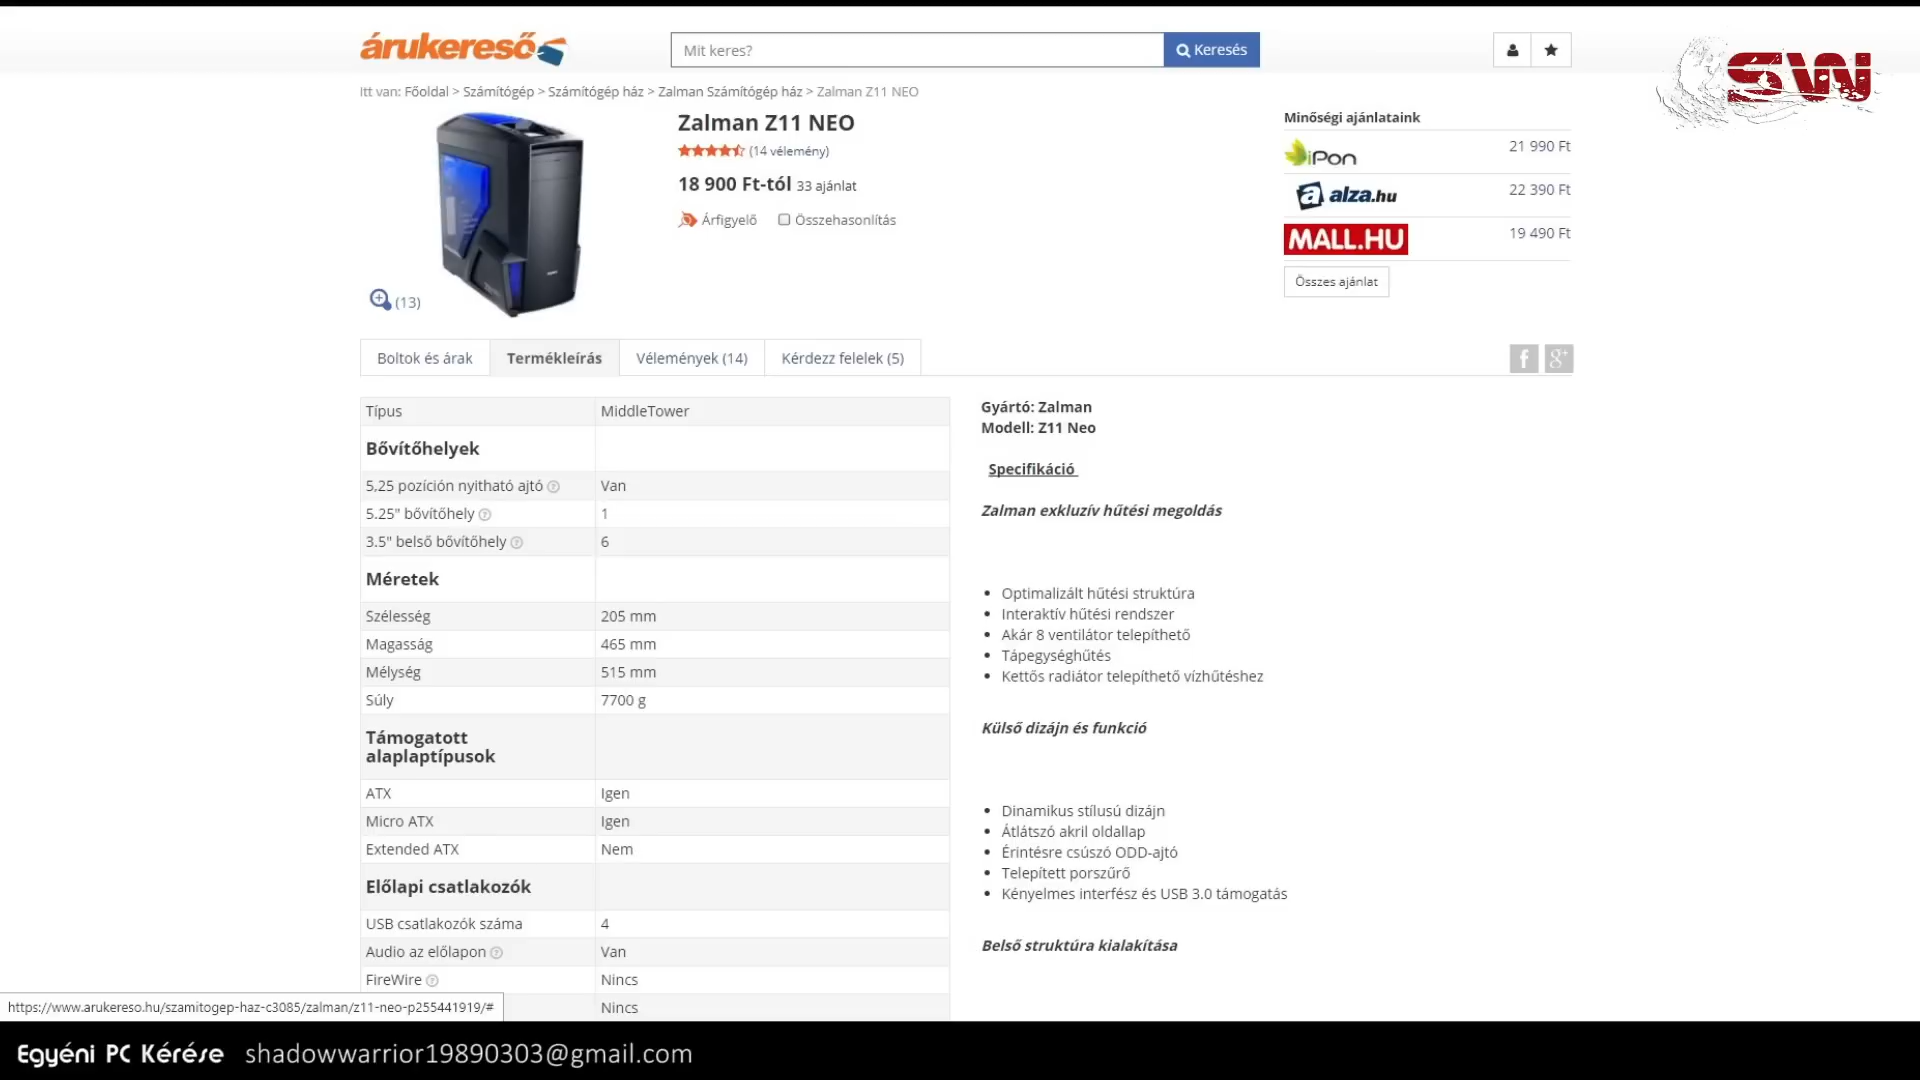 árukereső
Mit keres?
Keresés
SW
Itt van: Főoldal > Számítógép > Számítógép ház > Zalman Számítógép ház > Zalman Z11 NEO
Zalman Z11 NEO
(14 vélemény)
18 900 Ft-tól 33 ajánlat
Árfigyelő Összehasonlítás
(13)
Minőségi ajánlataink
iPon 21 990 Ft
a alza.hu 22 390 Ft
MALL.HU 19 490 Ft
Összes ajánlat
Boltok és árak Termékleírás Vélemények (14) Kérdezz felelek (5)
f g+
Típus MiddleTower
Bővítőhelyek
5,25 pozíción nyitható ajtó ? Van
5.25" bővítőhely ? 1
3.5" belső bővítőhely ? 6
Méretek
Szélesség 205 mm
Magasság 465 mm
Mélység 515 mm
Súly 7700 g
Támogatott
alaplaptípusok
ATX Igen
Micro ATX Igen
Extended ATX Nem
Előlapi csatlakozók
USB csatlakozók száma 4
Audio az előlapon ? Van
FireWire ? Nincs
Nincs
Gyártó: Zalman
Modell: Z11 Neo
Specifikáció
Zalman exkluzív hűtési megoldás
• Optimalizált hűtési struktúra
• Interaktív hűtési rendszer
• Akár 8 ventilátor telepíthető
• Tápegységhűtés
• Kettős radiátor telepíthető vízhűtéshez
Külső dizájn és funkció
• Dinamikus stílusú dizájn
• Átlátszó akril oldallap
• Érintésre csúszó ODD-ajtó
• Telepített porszűrő
• Kényelmes interfész és USB 3.0 támogatás
Belső struktúra kialakítása
https://www.arukereso.hu/szamitogep-haz-c3085/zalman/z11-neo-p255441919/#
Egyéni PC Kérése shadowwarrior19890303@gmail.com